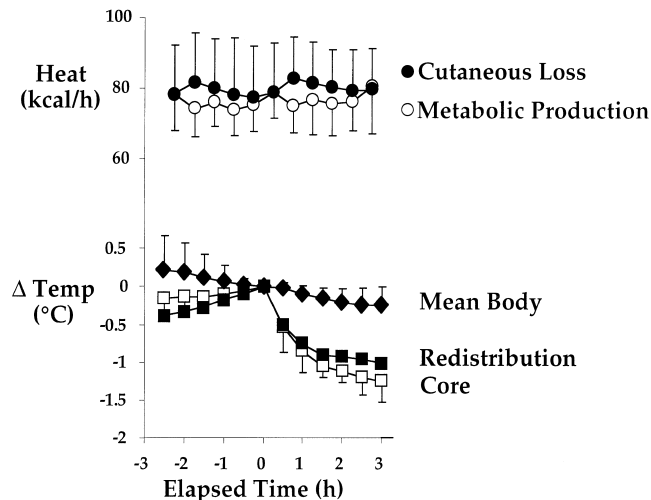 100
Heat
(kcal/h)
80
60
Cutaneous Loss
Metabolic Production
0.5
Δ Temp
(°C)
0
-0.5
-1
-1.5
-2
Mean Body
Redistribution
Core
-3 -2 -1 0 1 2 3
Elapsed Time (h)